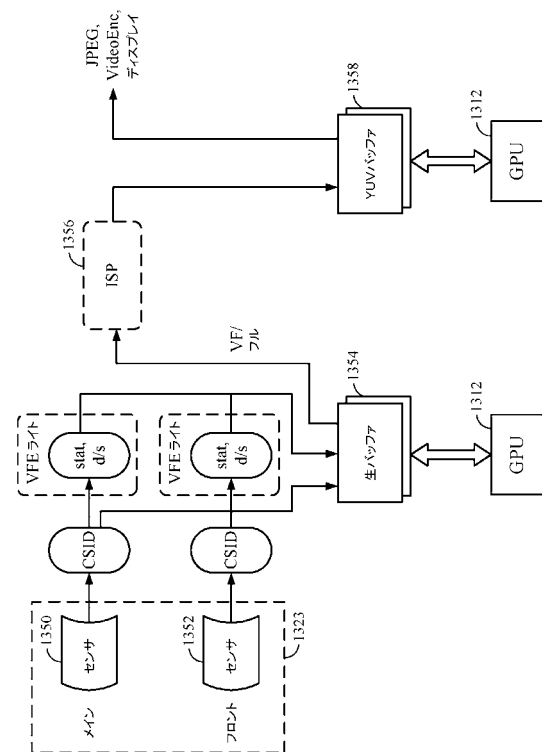 メイン
1350
センサ
CSID
VFEライト
stat,
d/s
フロント
1352
センサ
CSID
VFEライト
stat,
d/s
1323
VF/
フル
1354
生バッファ
1312
GPU
1356
ISP
1358
YUVバッファ
1312
GPU
JPEG,
VideoEnc,
ディスプレイ